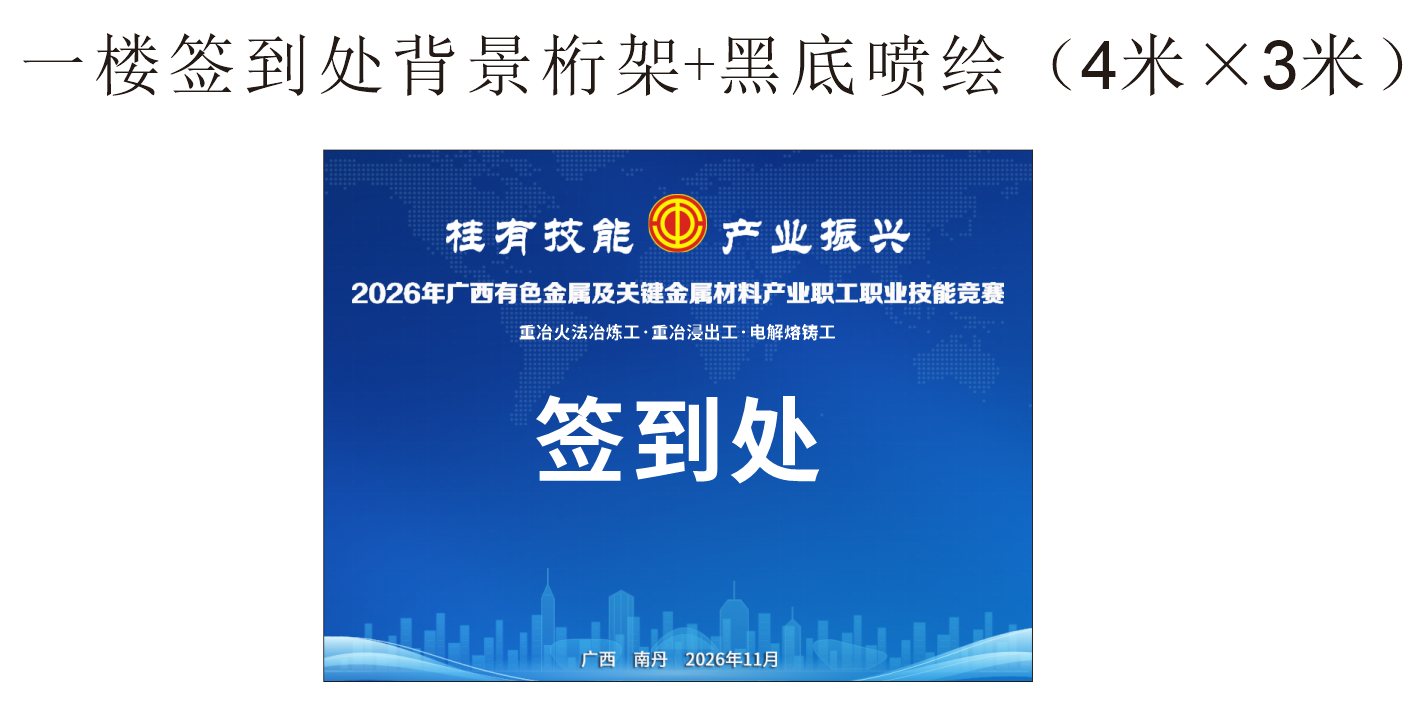 一楼签到处背景桁架+黑底喷绘（4米×3米）
桂有技能 产业振兴
2026年广西有色金属及关键金属材料产业职工职业技能竞赛
重冶火法冶炼工·重冶浸出工·电解熔铸工
签到处
广西 南丹 2026年11月